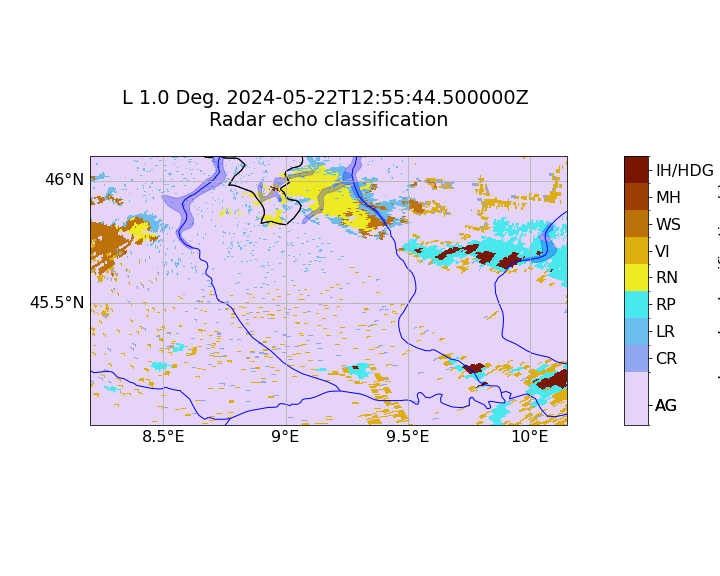 L 1.0 Deg. 2024-05-22T12:55:44.500000Z
Radar echo classification
46°N
45.5°N
8.5°E
9°E
9.5°E
10°E
IH/HDG
MH
WS
VI
RN
RP
LR
CR
AG